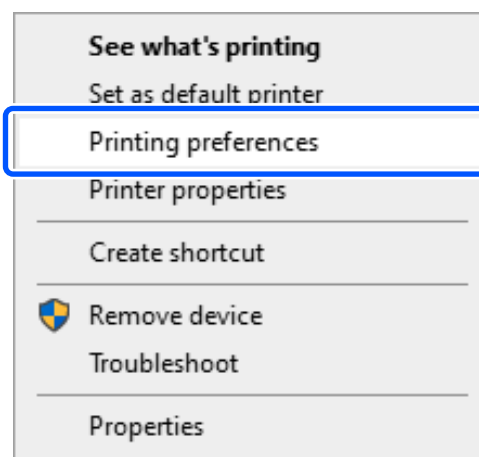 See what's printing
Set as default printer
Printing preferences
Printer properties
Create shortcut
Remove device
Troubleshoot
Properties